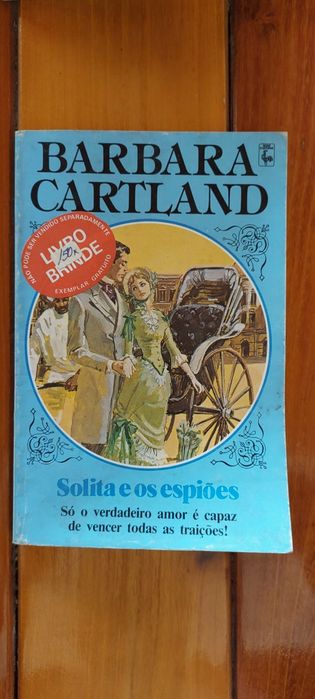 BARBARA
CARTLAND
NÃO PODE SER VENDIDO SEPARADAMENTE
LIVRO
BRINDE
EXEMPLAR GRATUITO
Solita e os espiões
Só o verdadeiro amor é capaz
de vencer todas as traições!